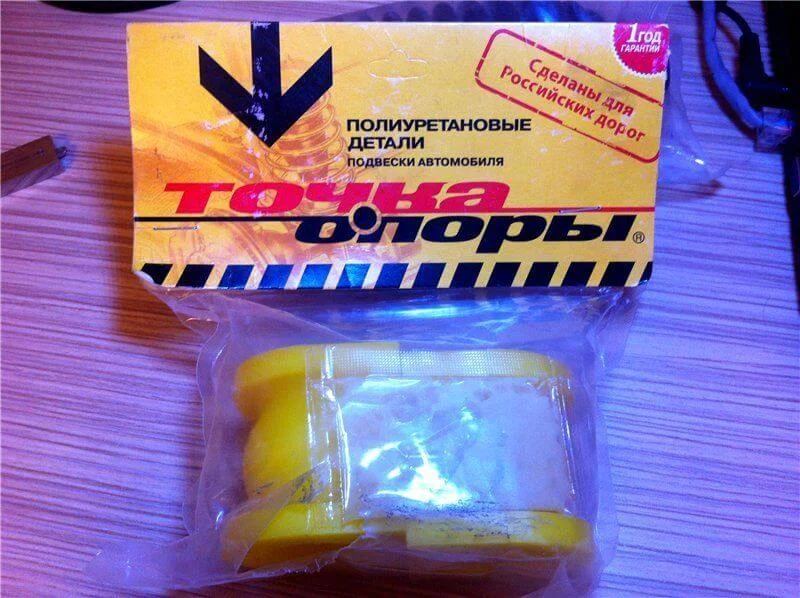 1 ГОД
ГАРАНТИИ
Сделаны для
Российских дорог
ПОЛИУРЕТАНОВЫЕ
ДЕТАЛИ
ПОДВЕСКИ АВТОМОБИЛЯ
точка
опоры®